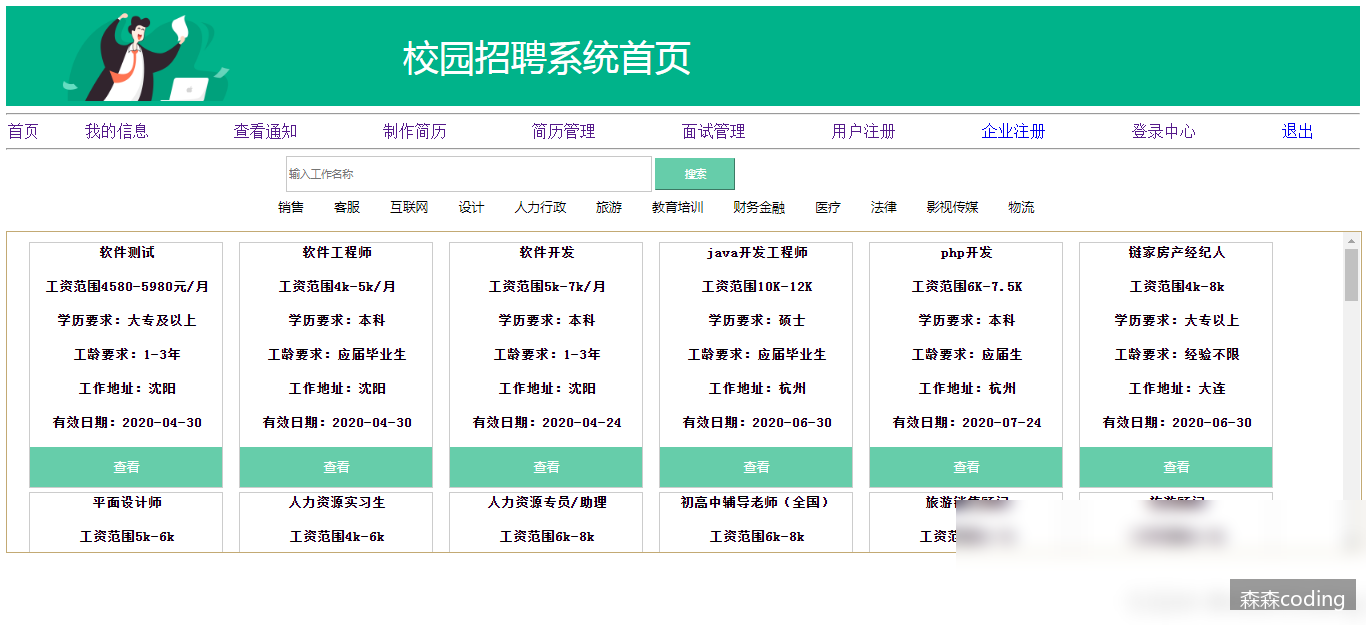 校园招聘系统首页
首页 我的信息 查看通知 制作简历 简历管理 面试管理 用户注册 企业注册 登录中心 退出
输入工作名称 搜索
销售 客服 互联网 设计 人力行政 旅游 教育培训 财务金融 医疗 法律 影视传媒 物流
软件测试 软件工程师 软件开发 java开发工程师 php开发 链家房产经纪人
工资范围4580-5980元/月 工资范围4k-5k/月 工资范围5k-7k/月 工资范围10K-12K 工资范围6K-7.5K 工资范围4k-8k
学历要求：大专及以上 学历要求：本科 学历要求：本科 学历要求：硕士 学历要求：本科 学历要求：大专以上
工龄要求：1-3年 工龄要求：应届毕业生 工龄要求：1-3年 工龄要求：应届毕业生 工龄要求：应届生 工龄要求：经验不限
工作地址：沈阳 工作地址：沈阳 工作地址：沈阳 工作地址：杭州 工作地址：杭州 工作地址：大连
有效日期：2020-04-30 有效日期：2020-04-30 有效日期：2020-04-24 有效日期：2020-06-30 有效日期：2020-07-24 有效日期：2020-06-30
查看 查看 查看 查看 查看 查看
平面设计师 人力资源实习生 人力资源专员/助理 初高中辅导老师（全国） 旅游销售顾问 旅游顾问
工资范围5k-6k 工资范围4k-6k 工资范围6k-8k 工资范围6k-8k 工资范
森森coding